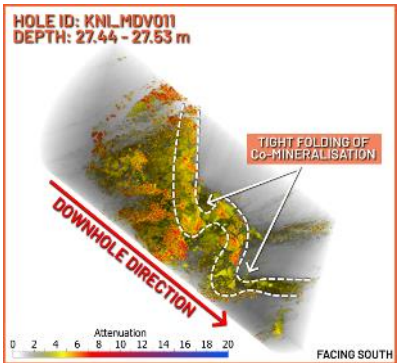 HOLE ID: KNI_MDV011
DEPTH: 27.44 - 27.53 m
TIGHT FOLDING OF
Co-MINERALISATION
DOWNHOLE DIRECTION
Attenuation
0 2 4 6 8 10 12 14 16 18 20
FACING SOUTH